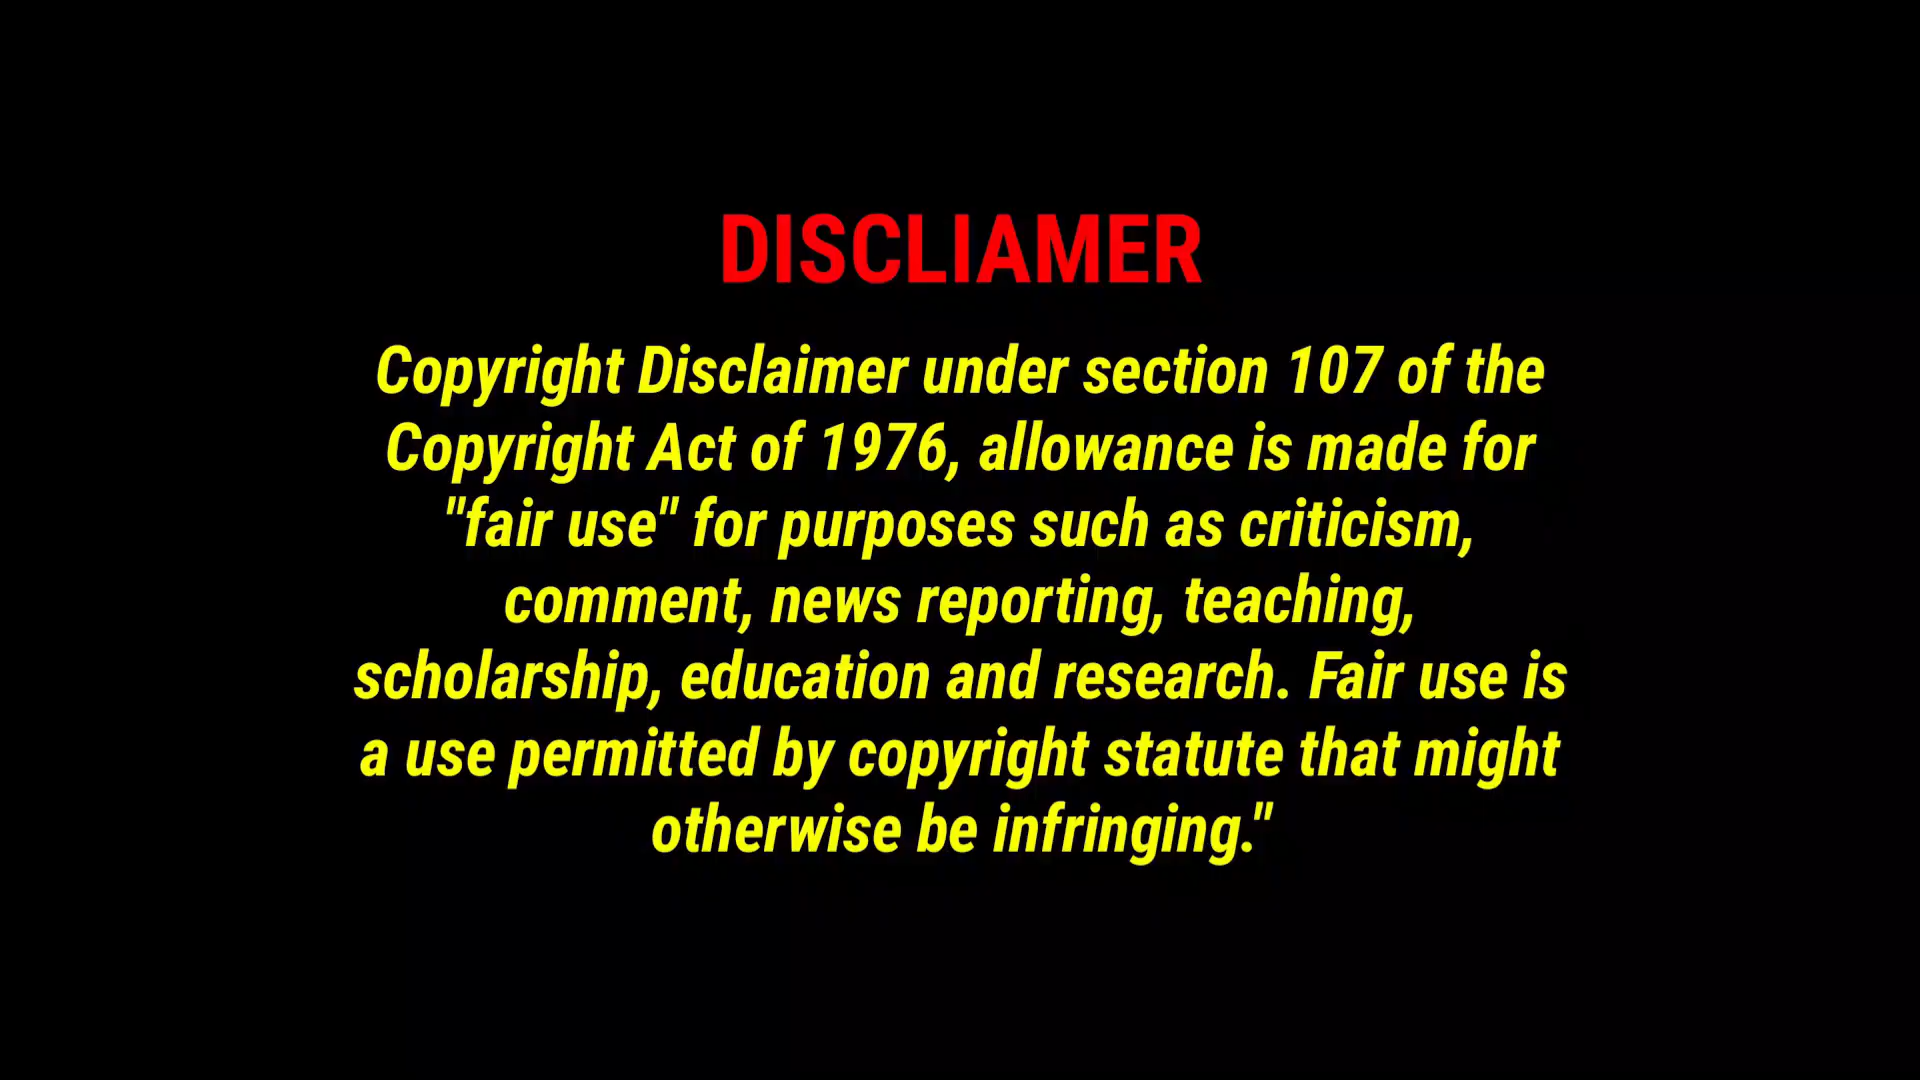 DISCLIAMER
Copyright Disclaimer under section 107 of the
Copyright Act of 1976, allowance is made for
"fair use" for purposes such as criticism,
comment, news reporting, teaching,
scholarship, education and research. Fair use is
a use permitted by copyright statute that might
otherwise be infringing."